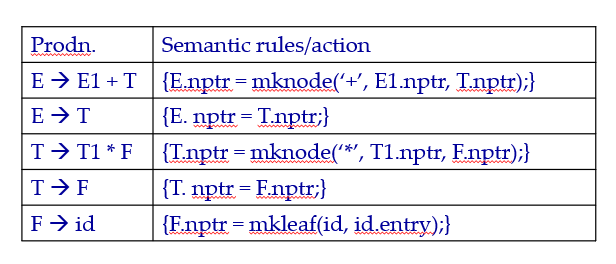 Prodn. Semantic rules/action
E → E1 + T {E.nptr = mknode(‘+’, E1.nptr, T.nptr);}
E → T {E. nptr = T.nptr;}
T → T1 * F {T.nptr = mknode(‘*’, T1.nptr, F.nptr);}
T → F {T. nptr = F.nptr;}
F → id {F.nptr = mkleaf(id, id.entry);}